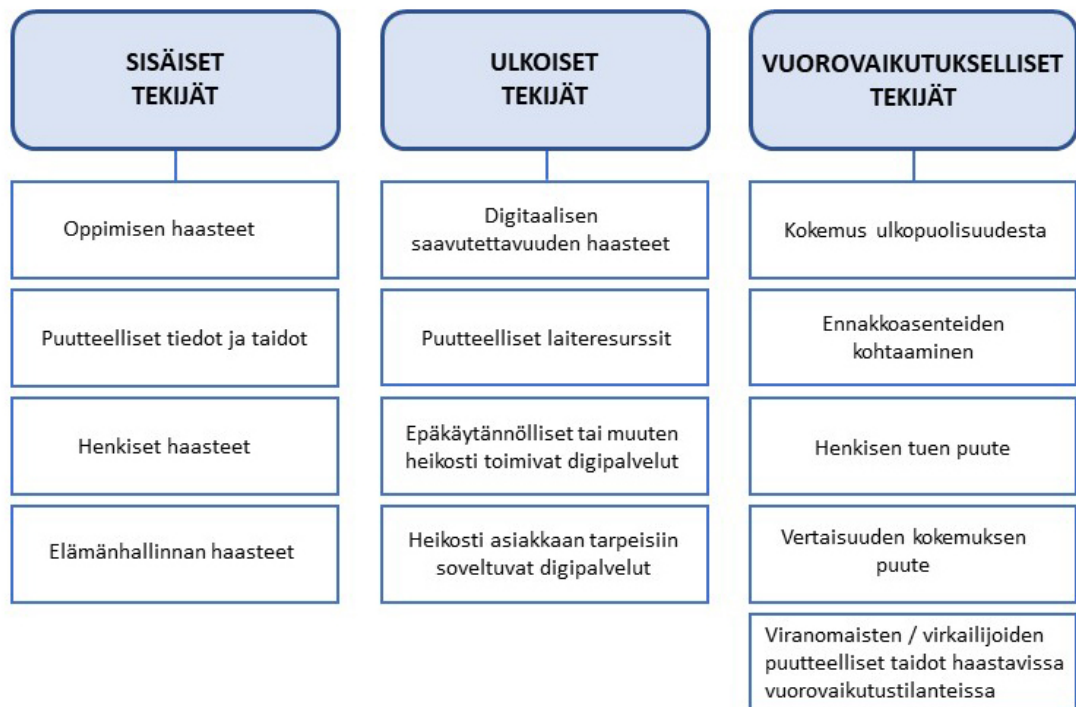 SISÄISET
TEKIJÄT
Oppimisen haasteet
Puutteelliset tiedot ja taidot
Henkiset haasteet
Elämänhallinnan haasteet
ULKOISET
TEKIJÄT
Digitaalisen
saavutettavuuden haasteet
Puutteelliset laiteresurssit
Epäkäytännölliset tai muuten
heikosti toimivat digipalvelut
Heikosti asiakkaan tarpeisiin
soveltuvat digipalvelut
VUOROVAIKUTUKSELLISET
TEKIJÄT
Kokemus ulkopuolisuudesta
Ennakkoasenteiden
kohtaaminen
Henkisen tuen puute
Vertaisuuden kokemuksen
puute
Viranomaisten / virkailijoiden
puutteelliset taidot haastavissa
vuorovaikutustilanteissa